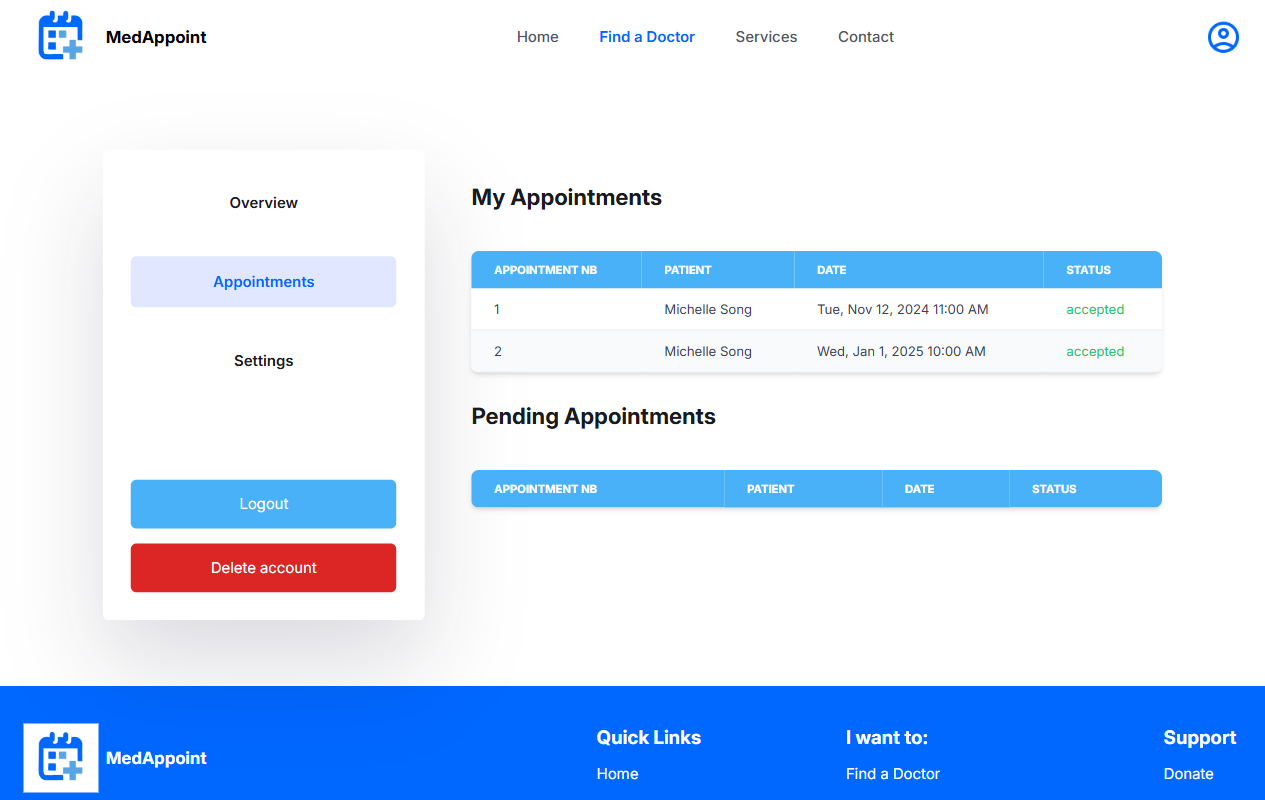 MedAppoint
Home Find a Doctor Services Contact
Overview
Appointments
Settings
Logout
Delete account
My Appointments
APPOINTMENT NB PATIENT DATE STATUS
1 Michelle Song Tue, Nov 12, 2024 11:00 AM accepted
2 Michelle Song Wed, Jan 1, 2025 10:00 AM accepted
Pending Appointments
APPOINTMENT NB PATIENT DATE STATUS
MedAppoint
Quick Links
Home
I want to:
Find a Doctor
Support
Donate